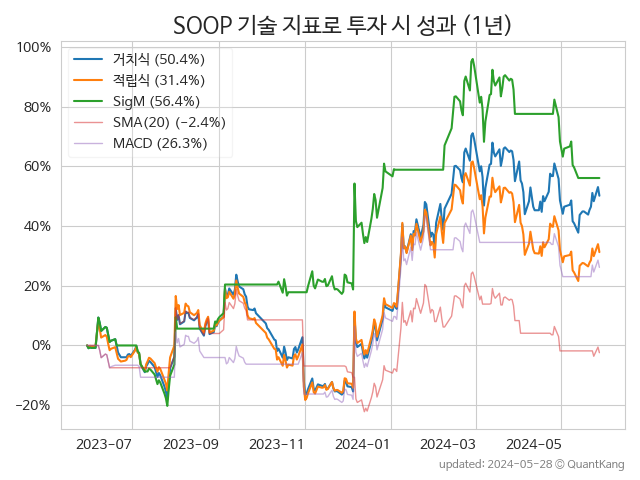 SOOP 기술 지표로 투자 시 성과 (1년)
100%
80%
60%
40%
20%
0%
−20%
거치식 (50.4%)
적립식 (31.4%)
SigM (56.4%)
SMA(20) (−2.4%)
MACD (26.3%)
2023-07
2023-09
2023-11
2024-01
2024-03
2024-05
updated: 2024-05-28 © QuantKang